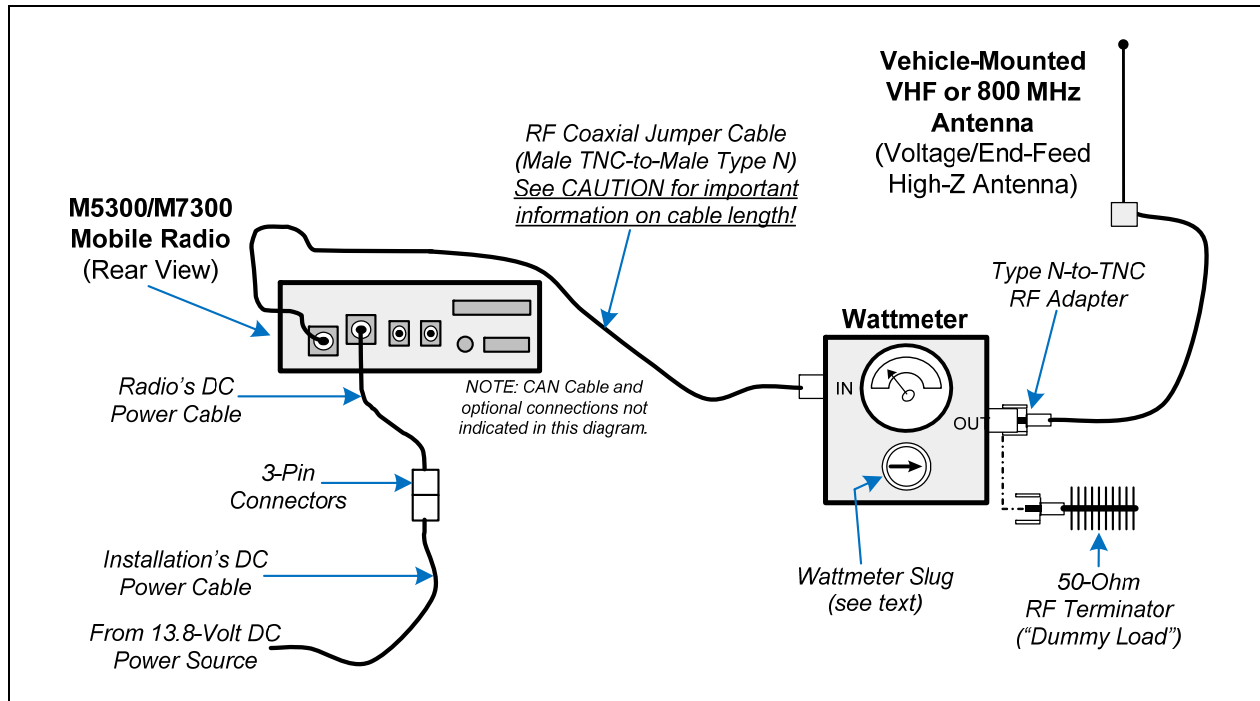 Vehicle-Mounted
VHF or 800 MHz
Antenna
(Voltage/End-Feed
High-Z Antenna)
RF Coaxial Jumper Cable
(Male TNC-to-Male Type N)
See CAUTION for important
information on cable length!
M5300/M7300
Mobile Radio
(Rear View)
Type N-to-TNC
RF Adapter
Wattmeter
IN
OUT
Radio's DC
Power Cable
NOTE: CAN Cable and
optional connections not
indicated in this diagram.
3-Pin
Connectors
Installation's DC
Power Cable
From 13.8-Volt DC
Power Source
Wattmeter Slug
(see text)
50-Ohm
RF Terminator
(“Dummy Load”)